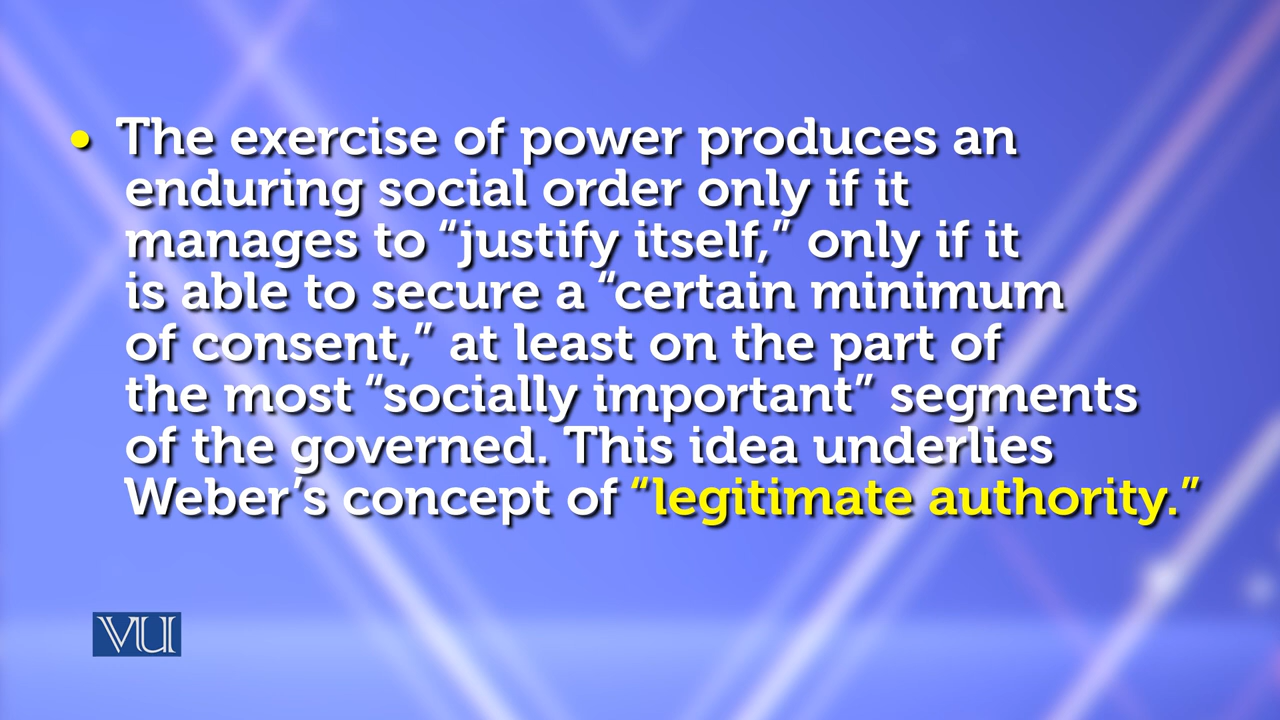 • The exercise of power produces an
enduring social order only if it
manages to “justify itself,” only if it
is able to secure a “certain minimum
of consent,” at least on the part of
the most “socially important” segments
of the governed. This idea underlies
Weber’s concept of “legitimate authority.”
VU